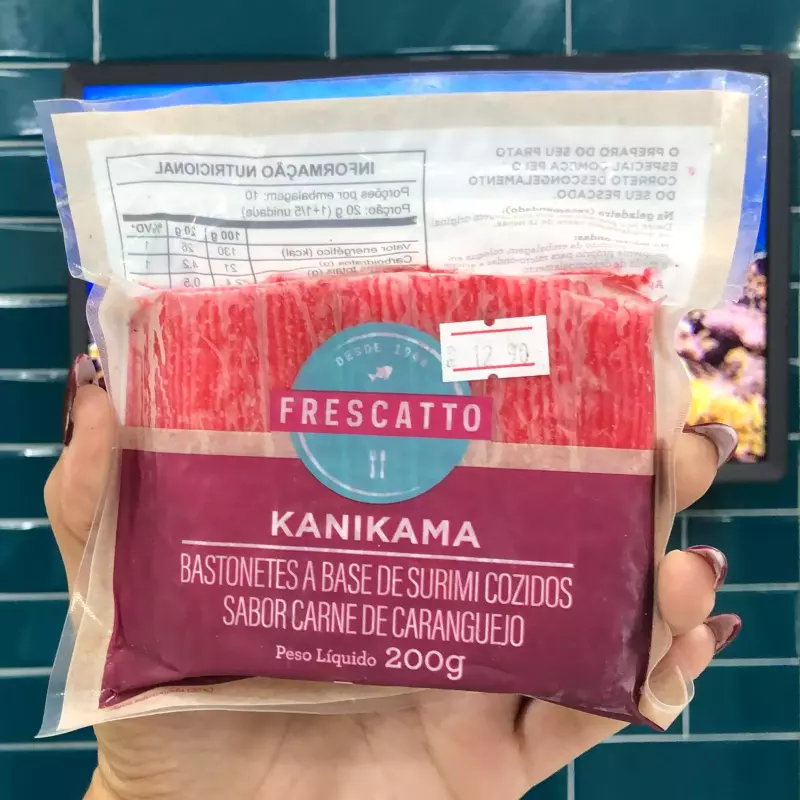 INFORMAÇÃO NUTRICIONAL
Porções por embalagem: 10
Porção: 20 g (1+1/5 unidade)
100 g 20 g %VD*
Valor energético (kcal) 130 26 1
Carboidratos (g) 21 4,2 1
0,5
O PREPARO DO SEU PRATO
ESPECIAL COMEÇA PELO
CORRETO DESCONGELAMENTO
DO SEU PESCADO.
Na geladeira (recomendado):
DESDE 19
12,90
FRESCATTO
KANIKAMA
BASTONETES A BASE DE SURIMI COZIDOS
SABOR CARNE DE CARANGUEJO
Peso Líquido 200g